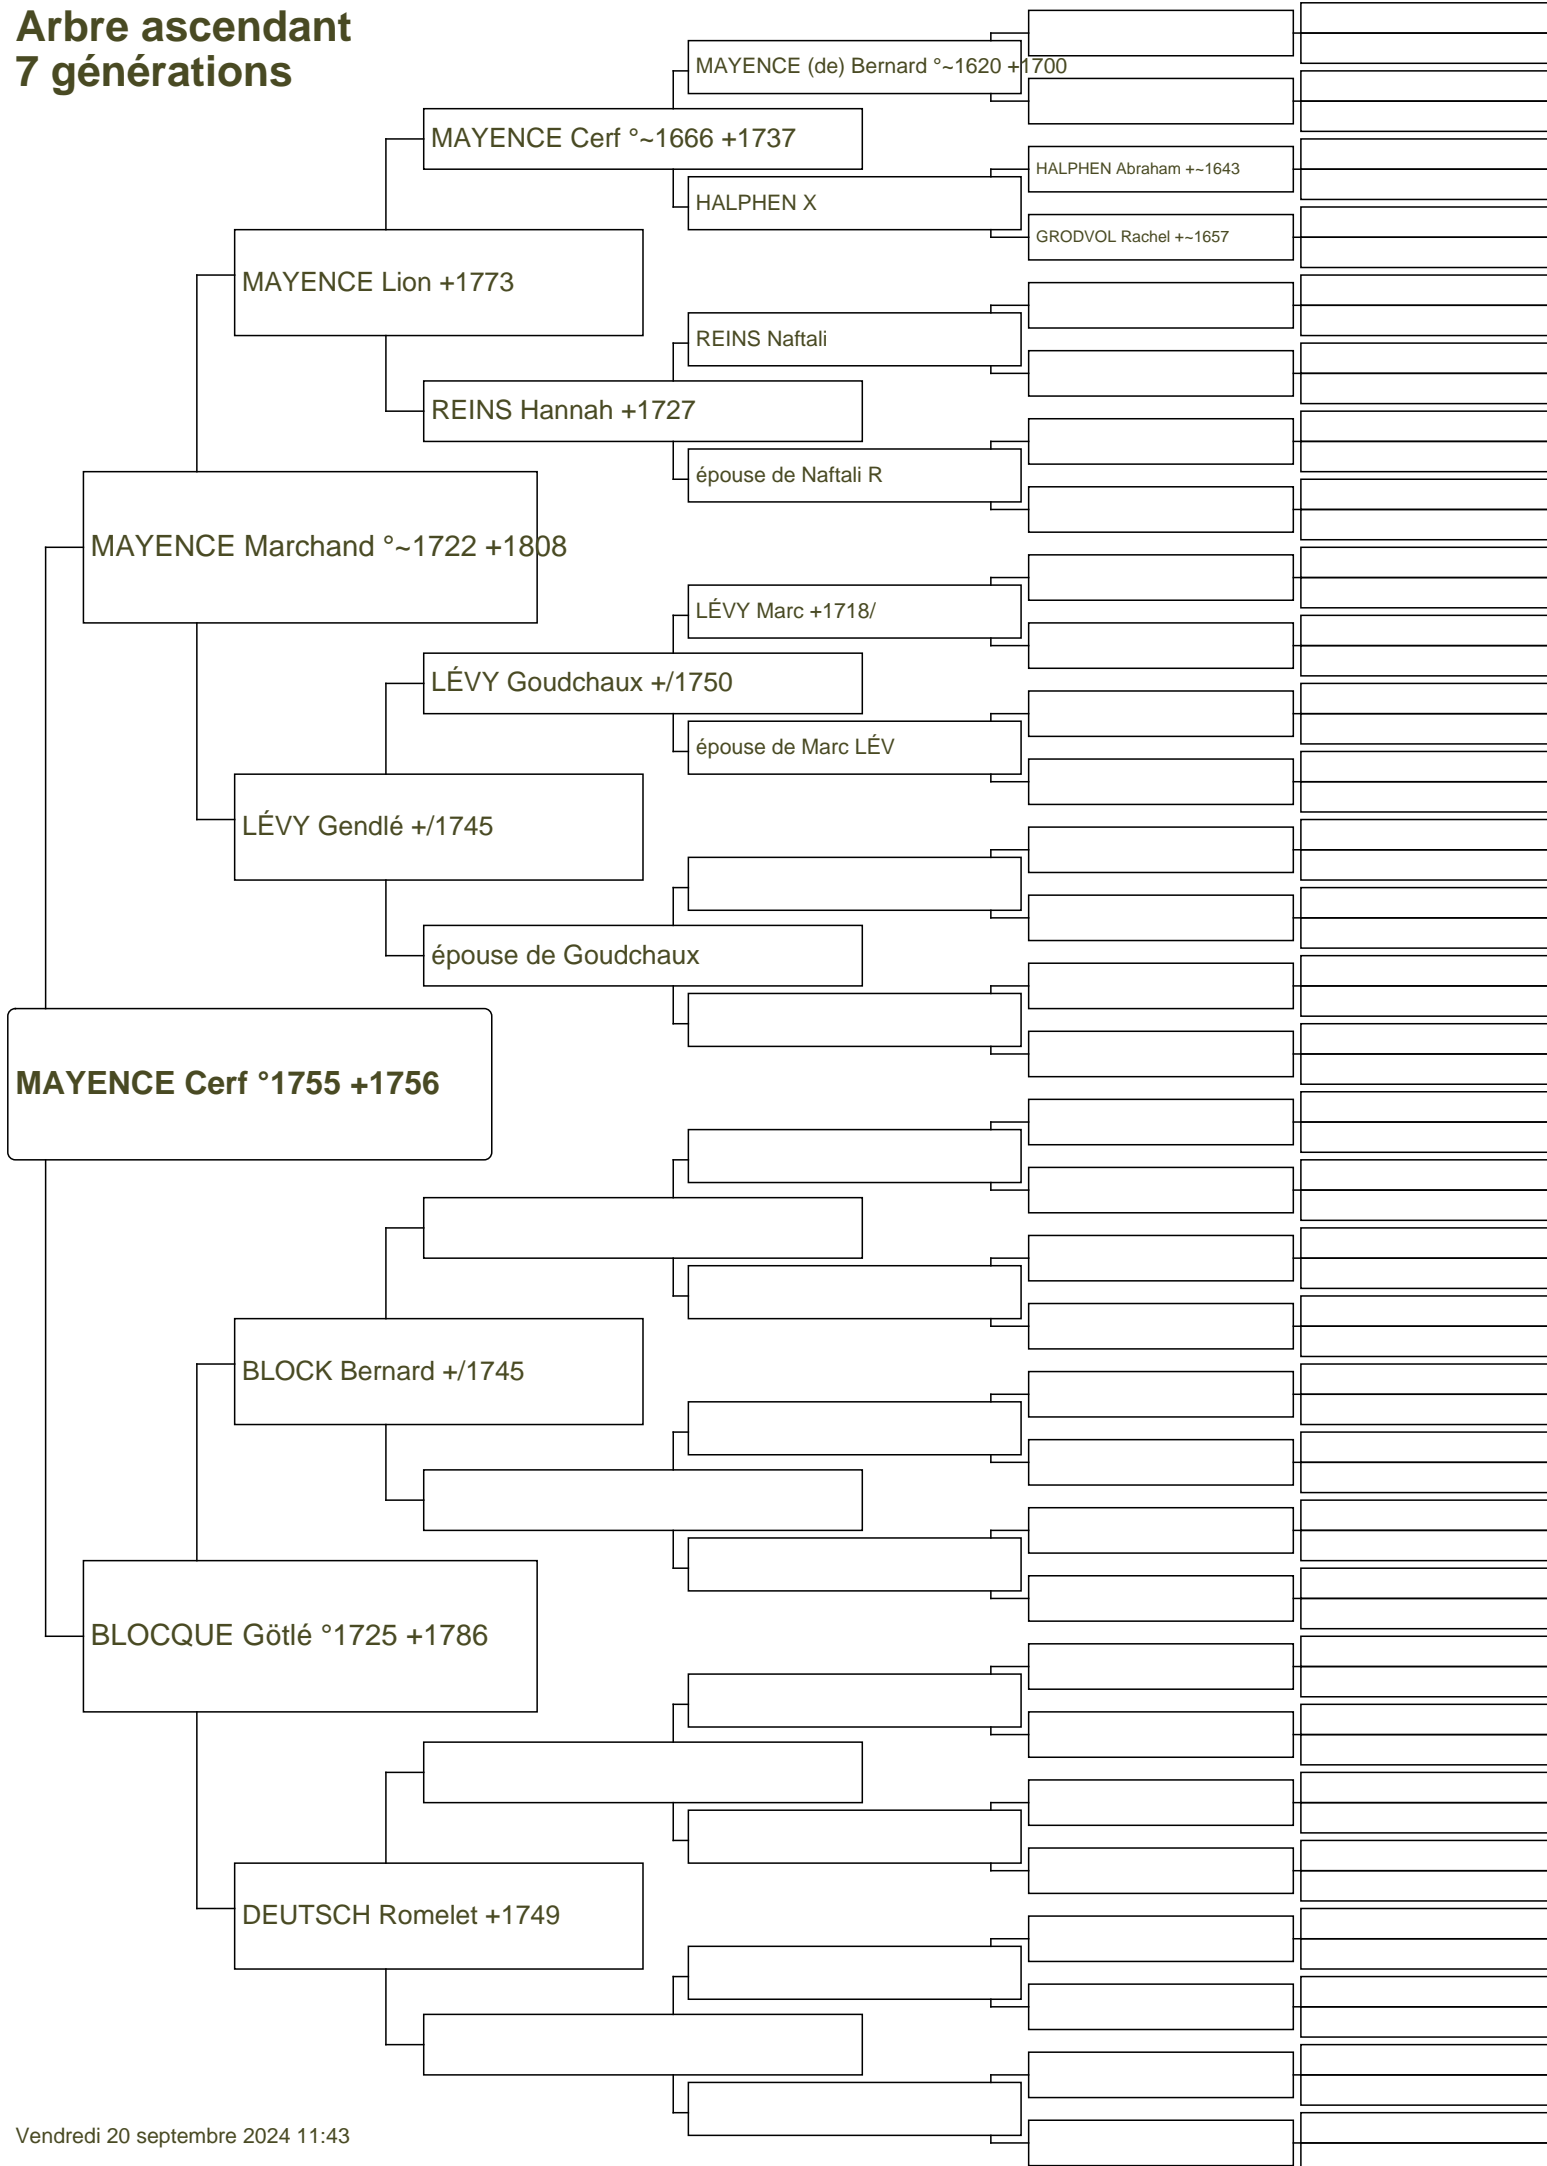 Arbre ascendant
7 générations
MAYENCE (de) Bernard °~1620 +1700
MAYENCE Cerf °~1666 +1737
HALPHEN Abraham +~1643
HALPHEN X
GRODVOL Rachel +~1657
MAYENCE Lion +1773
REINS Naftali
REINS Hannah +1727
épouse de Naftali R
MAYENCE Marchand °~1722 +1808
LÉVY Marc +1718/
LÉVY Goudchaux +/1750
épouse de Marc LÉV
LÉVY Gendlé +/1745
épouse de Goudchaux
MAYENCE Cerf °1755 +1756
BLOCK Bernard +/1745
BLOCQUE Götlé °1725 +1786
DEUTSCH Romelet +1749
Vendredi 20 septembre 2024 11:43